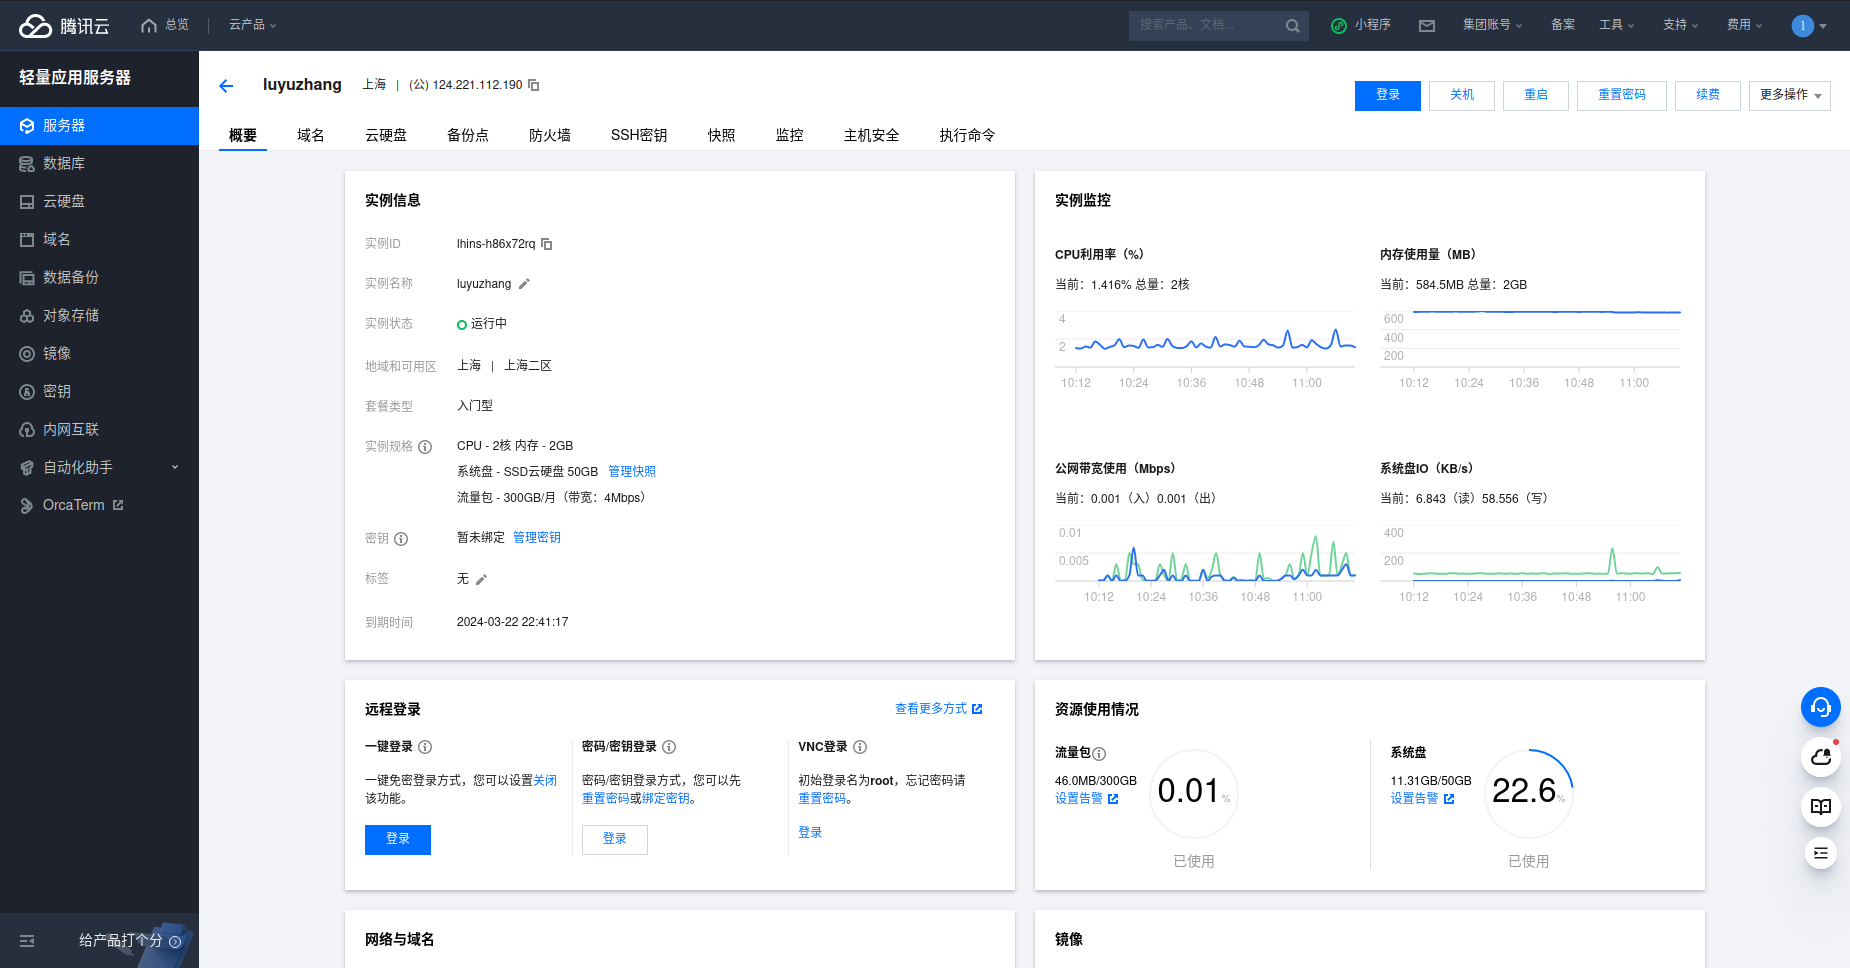 腾讯云
总览
云产品
搜索产品、文档...
小程序
集团账号
备案
工具
支持
费用
I
轻量应用服务器
服务器
数据库
云硬盘
域名
数据备份
对象存储
镜像
密钥
内网互联
自动化助手
OrcaTerm
给产品打个分
luyuzhang
上海 | (公) 124.221.112.190
登录
关机
重启
重置密码
续费
更多操作
概要
域名
云硬盘
备份点
防火墙
SSH密钥
快照
监控
主机安全
执行命令
实例信息
实例ID lhins-h86x72rq
实例名称 luyuzhang
实例状态 运行中
地域和可用区 上海 | 上海二区
套餐类型 入门型
实例规格 CPU - 2核 内存 - 2GB
系统盘 - SSD云硬盘 50GB 管理快照
流量包 - 300GB/月（带宽：4Mbps）
密钥 暂未绑定 管理密钥
标签 无
到期时间 2024-03-22 22:41:17
实例监控
CPU利用率（%）
当前：1.416% 总量：2核
4
2
10:12 10:24 10:36 10:48 11:00
内存使用量（MB）
当前：584.5MB 总量：2GB
600
400
200
10:12 10:24 10:36 10:48 11:00
公网带宽使用（Mbps）
当前：0.001（入）0.001（出）
0.01
0.005
10:12 10:24 10:36 10:48 11:00
系统盘IO（KB/s）
当前：6.843（读）58.556（写）
400
200
10:12 10:24 10:36 10:48 11:00
远程登录
查看更多方式
一键登录
一键免密登录方式，您可以设置关闭
该功能。
登录
密码/密钥登录
密码/密钥登录方式，您可以先
重置密码或绑定密钥。
登录
VNC登录
初始登录名为root，忘记密码请
重置密码。
登录
资源使用情况
流量包
46.0MB/300GB
设置告警
0.01%
已使用
系统盘
11.31GB/50GB
设置告警
22.6%
已使用
网络与域名
镜像